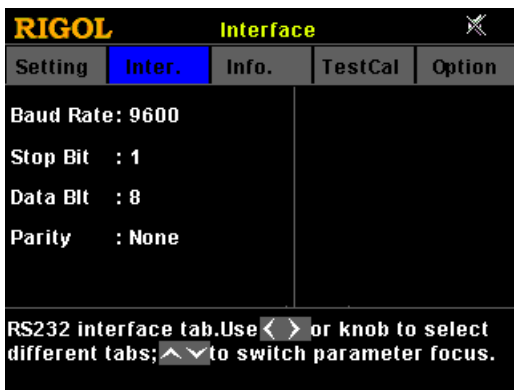 RIGOL Interface
Setting Inter. Info. TestCal Option
Baud Rate: 9600
Stop Bit : 1
Data BIt : 8
Parity : None
RS232 interface tab.Use < > or knob to select
different tabs; to switch parameter focus.